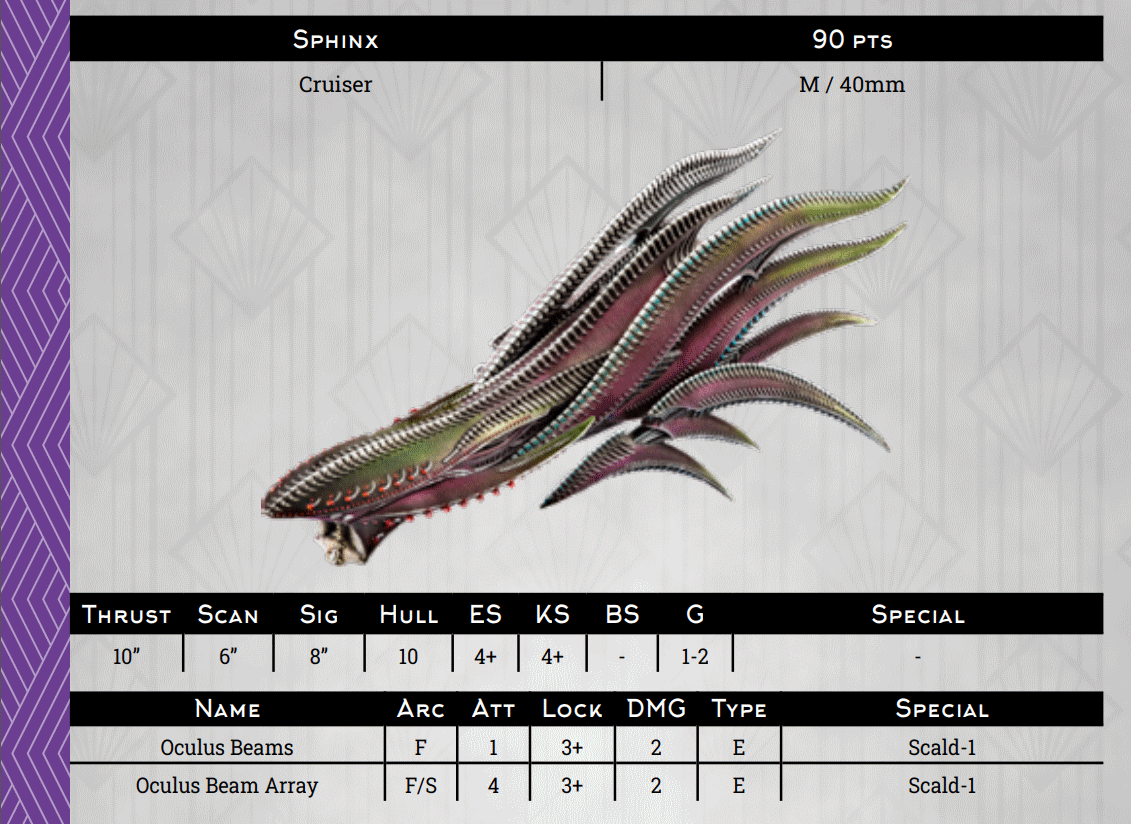 Sphinx 90 pts
Cruiser M / 40mm
Thrust Scan Sig Hull ES KS BS G Special
10” 6” 8” 10 4+ 4+ - 1-2 -
Name Arc Att Lock DMG Type Special
Oculus Beams F 1 3+ 2 E Scald-1
Oculus Beam Array F/S 4 3+ 2 E Scald-1